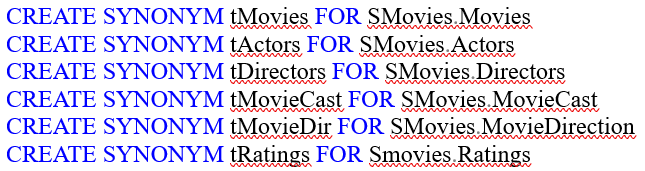 CREATE SYNONYM tMovies FOR SMovies.Movies
CREATE SYNONYM tActors FOR SMovies.Actors
CREATE SYNONYM tDirectors FOR SMovies.Directors
CREATE SYNONYM tMovieCast FOR SMovies.MovieCast
CREATE SYNONYM tMovieDir FOR SMovies.MovieDirection
CREATE SYNONYM tRatings FOR Smovies.Ratings